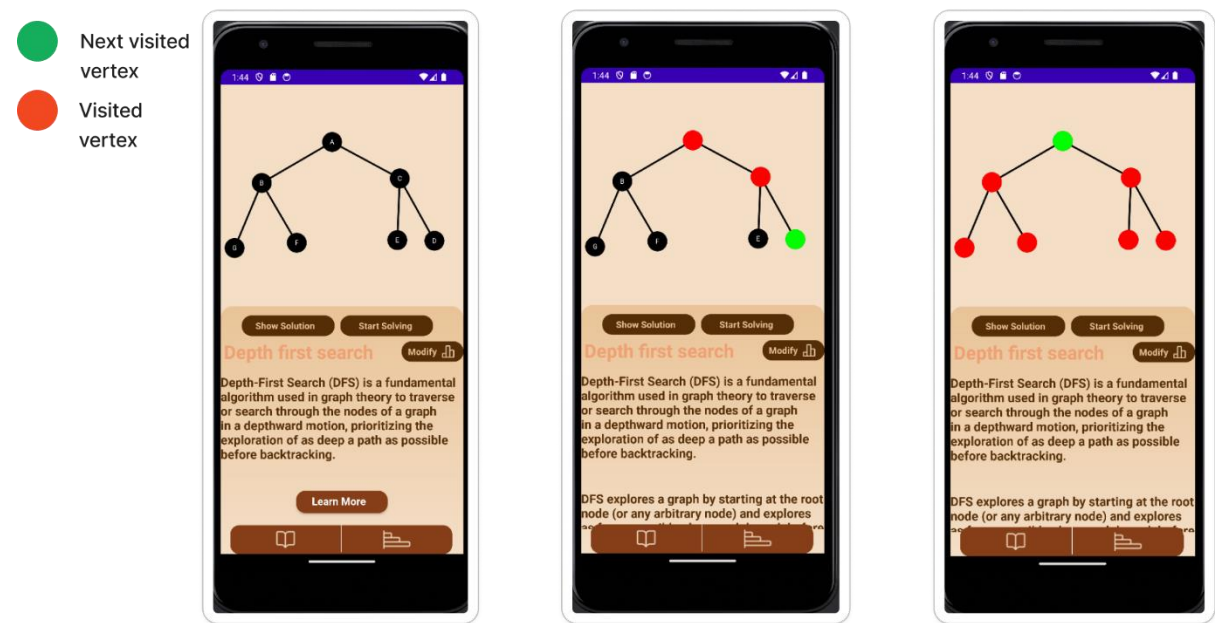 Next visited
vertex
Visited
vertex
1:44
A
B
C
G
F
E
D
Show Solution
Start Solving
Depth first search
Modify
Depth-First Search (DFS) is a fundamental
algorithm used in graph theory to traverse
or search through the nodes of a graph
in a depthward motion, prioritizing the
exploration of as deep a path as possible
before backtracking.
Learn More
1:44
B
G
F
E
Show Solution
Start Solving
Depth first search
Modify
Depth-First Search (DFS) is a fundamental
algorithm used in graph theory to traverse
or search through the nodes of a graph
in a depthward motion, prioritizing the
exploration of as deep a path as possible
before backtracking.
DFS explores a graph by starting at the root
node (or any arbitrary node) and explores
1:44
Show Solution
Start Solving
Depth first search
Modify
Depth-First Search (DFS) is a fundamental
algorithm used in graph theory to traverse
or search through the nodes of a graph
in a depthward motion, prioritizing the
exploration of as deep a path as possible
before backtracking.
DFS explores a graph by starting at the root
node (or any arbitrary node) and explores